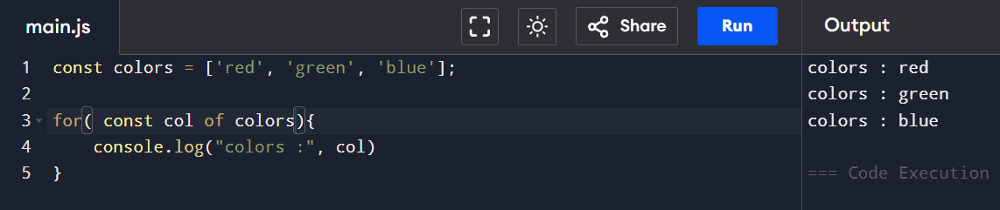 main.js Share Run Output
1 const colors = ['red', 'green', 'blue'];
2
3 for( const col of colors){
4     console.log("colors :", col)
5 }
colors : red
colors : green
colors : blue
=== Code Execution